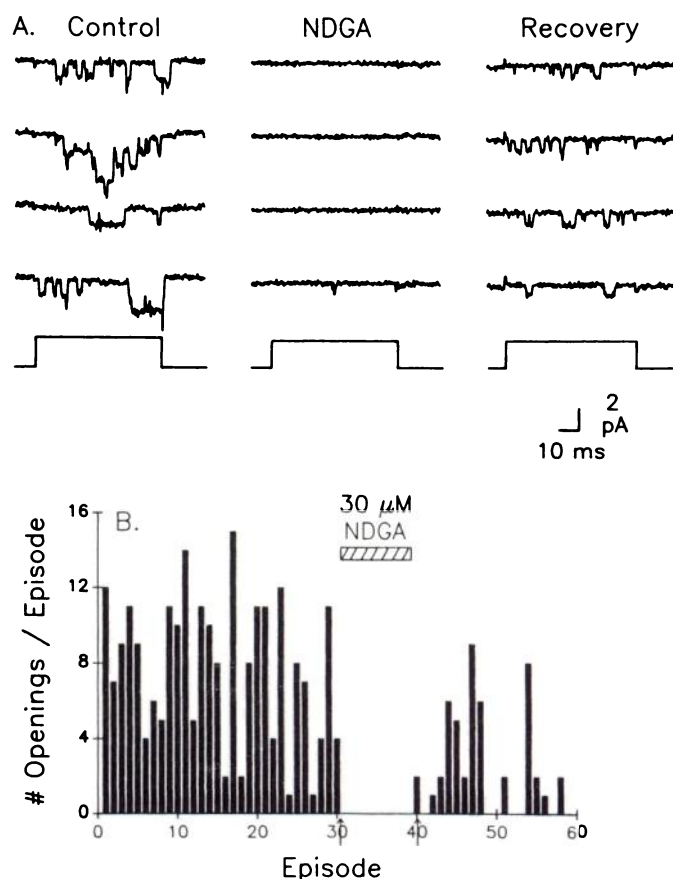 A. Control NDGA Recovery
2
pA
10 ms
B.
30 μM
NDGA
# Openings / Episode
16
12
8
4
0
0 10 20 30 40 50 60
Episode